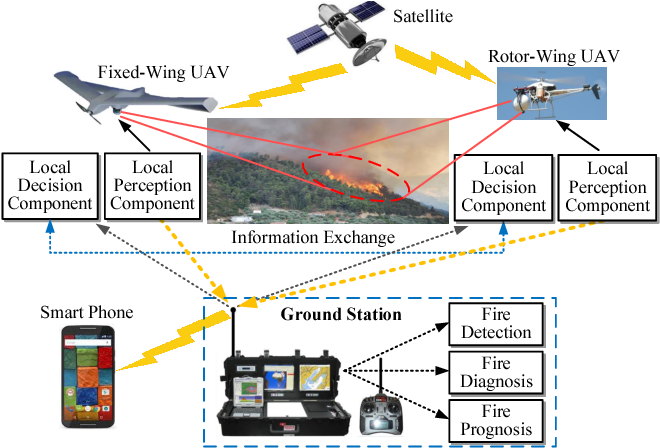 Satellite
Fixed-Wing UAV
Rotor-Wing UAV
Local
Decision
Component
Local
Perception
Component
Local
Decision
Component
Local
Perception
Component
Information Exchange
Smart Phone
Ground Station
Fire
Detection
Fire
Diagnosis
Fire
Prognosis